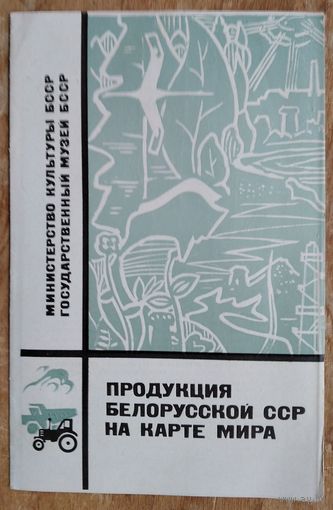 МИНИСТЕРСТВО КУЛЬТУРЫ БССР
ГОСУДАРСТВЕННЫЙ МУЗЕЙ БССР
ПРОДУКЦИЯ
БЕЛОРУССКОЙ ССР
НА КАРТЕ МИРА